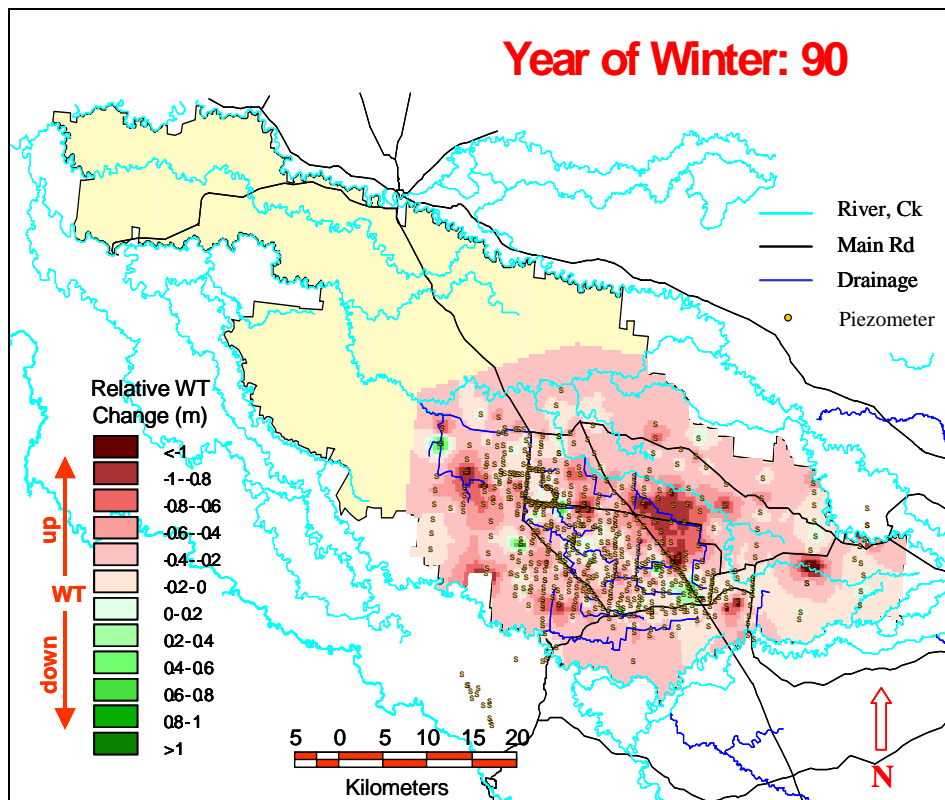 Year of Winter: 90
River, Ck
Main Rd
Drainage
Piezometer
Relative WT
Change (m)
<-1
-1--0.8
-0.8--0.6
-0.6--0.4
-0.4--0.2
-0.2-0
0-0.2
0.2-0.4
0.4-0.6
0.6-0.8
0.8-1
>1
up
WT
down
5 0 5 10 15 20
Kilometers
N